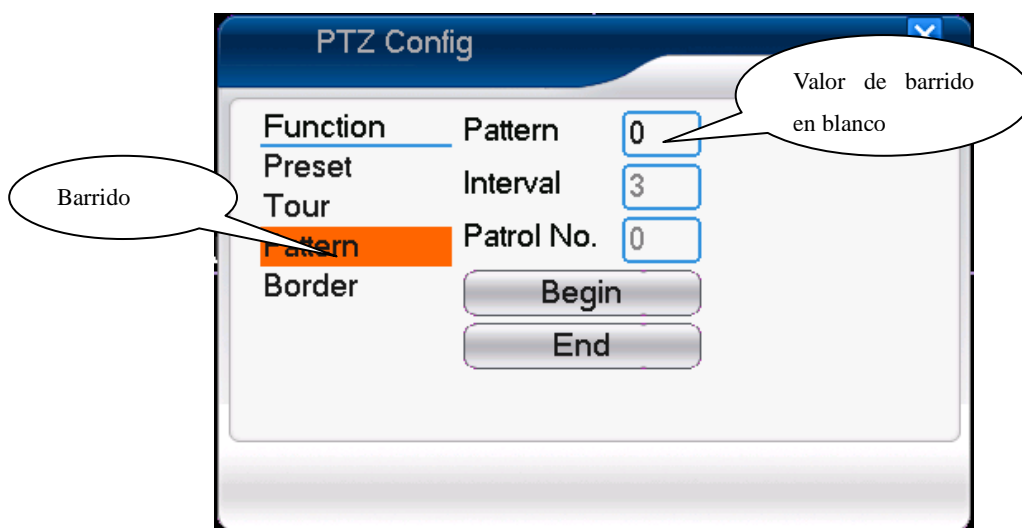 PTZ Config
Valor de barrido
en blanco
Function
Pattern 0
Preset
Interval 3
Barrido
Tour
Patrol No. 0
Pattern
Border
Begin
End